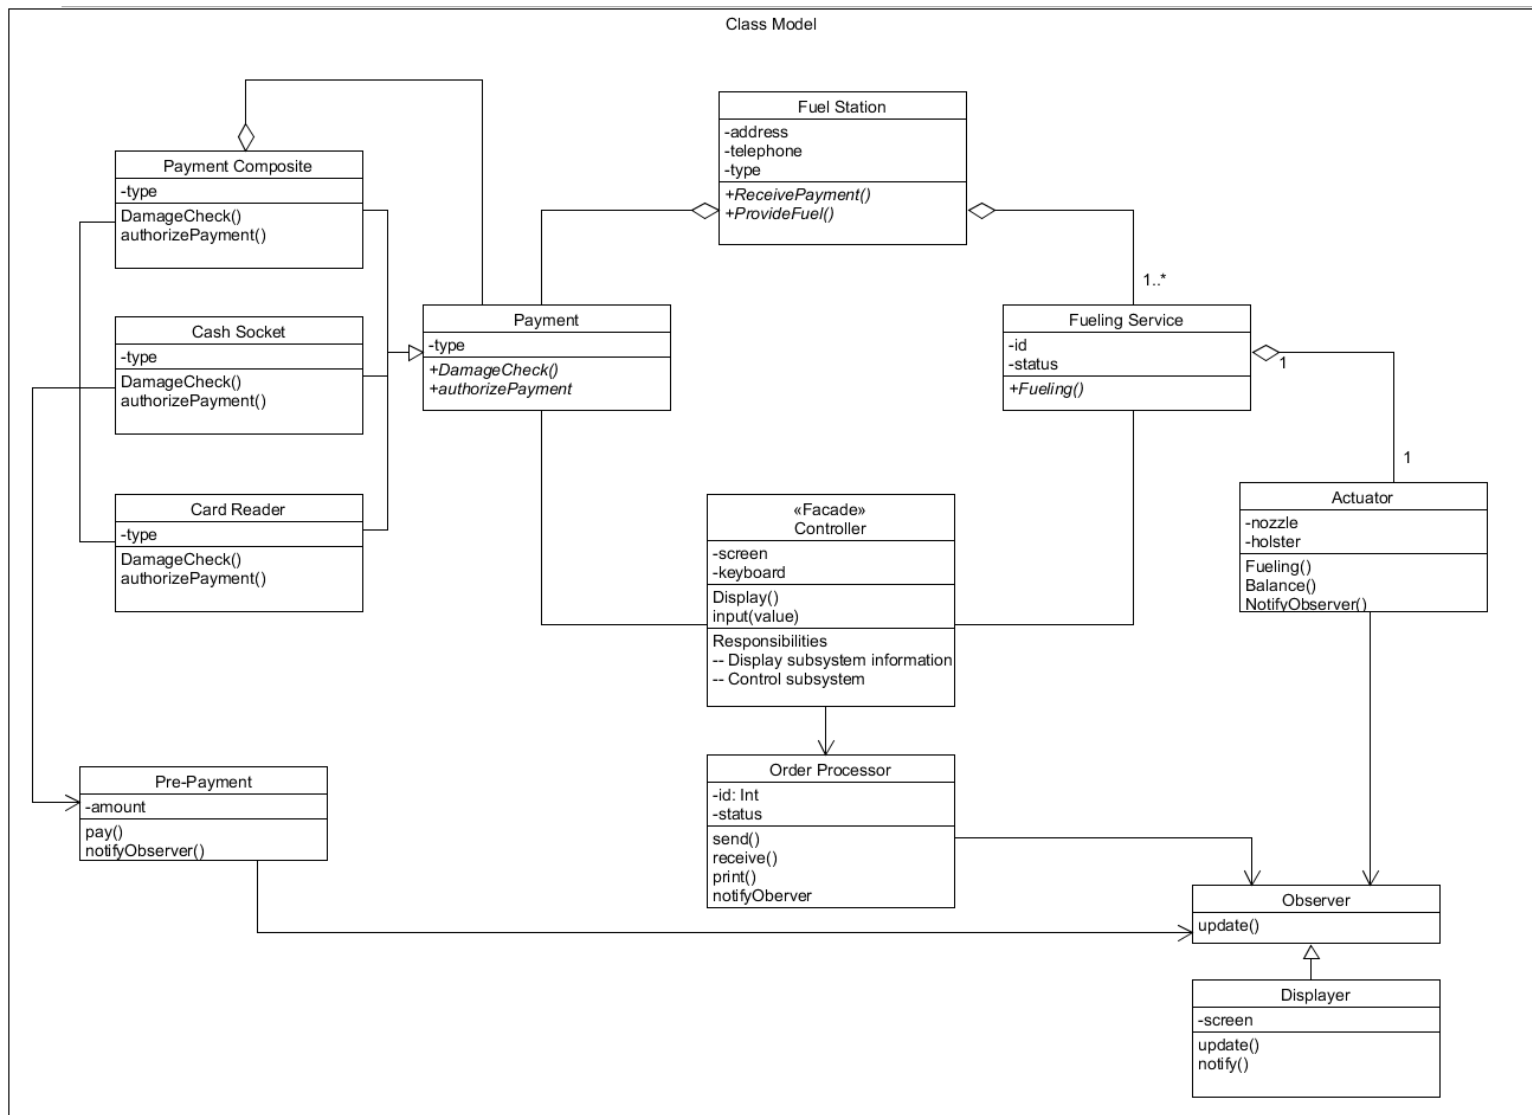 Class Model
Fuel Station
-address
-telephone
-type
+ReceivePayment()
+ProvideFuel()
Payment Composite
-type
DamageCheck()
authorizePayment()
Cash Socket
-type
DamageCheck()
authorizePayment()
Card Reader
-type
DamageCheck()
authorizePayment()
Payment
-type
+DamageCheck()
+authorizePayment
1..*
Fueling Service
-id
-status
+Fueling()
1
1
Actuator
-nozzle
-holster
Fueling()
Balance()
NotifyObserver()
«Facade»
Controller
-screen
-keyboard
Display()
input(value)
Responsibilities
-- Display subsystem information
-- Control subsystem
Pre-Payment
-amount
pay()
notifyObserver()
Order Processor
-id: Int
-status
send()
receive()
print()
notifyOberver
Observer
update()
Displayer
-screen
update()
notify()